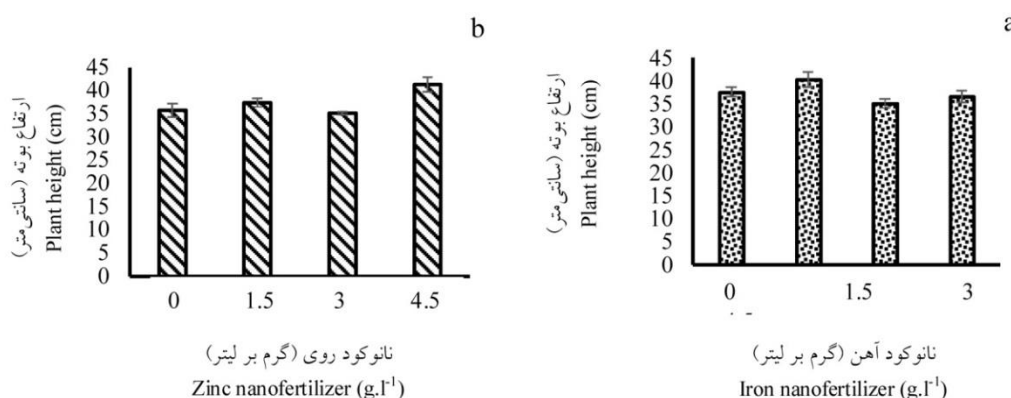 b
ارتفاع بوته (سانتی‌متر)
Plant height (cm)
45
40
35
30
25
20
15
10
5
0
0 1.5 3 4.5
نانوکود روی (گرم بر لیتر)
Zinc nanofertilizer (g.l⁻¹)
a
ارتفاع بوته (سانتی‌متر)
Plant height (cm)
45
40
35
30
25
20
15
10
5
0
0 1.5 3
نانوکود آهن (گرم بر لیتر)
Iron nanofertilizer (g.l⁻¹)